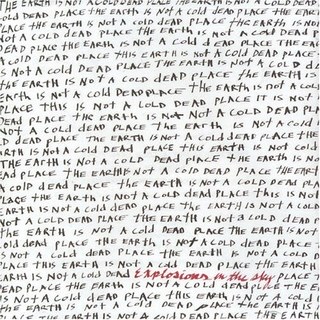 THE EARTH IS NOT A COLD DEAD PLACE THE EARTH IS NOT A COLD DEAD
PLACE THE EARTH IS NOT A COLD DEAD PLACE THE EARTH
IS NOT A COLD DEAD PLACE THE EARTH IS NOT A COLD
NOT A COLD DEAD PLACE THE EARTH IS NOT A COLD DEAD P
DEAD PLACE THE EARTH IS NOT A COLD DEAD PLACE THE EAR
A COLD DEAD PLACE THIS EARTH IS NOT A COLD DEAD PLAC
IS NOT A COLD DEAD PLACE THE EARTH IS NOT A COLD D
THE EARTH IS NOT A COLD DEAD PLACE THE EARTH IS
EARTH IS NOT A COLD DEAD PLACE THE EARTH IS NOT A COLD
PLACE THIS IS NOT A COLD DEAD PLACE IT IS NOT
DEAD PLACE THE EARTH IS NOT A COLD DEAD PLA
NOT A COLD DEAD PLACE THE EARTH IS NOT A COLD DEAD
D DEAD PLACE THE EARTH IS NOT A COLD DEAD PLACE THE
RTH IS NOT A COLD DEAD PLACE THIS EARTH IS NOT COLD
THE EARTH IS NOT A COLD DEAD PLACE THE EARTH IS NOT
DEAD PLACE THE EARTH IS NOT A COLD DEAD PLACE THE EART
A COLD DEAD PLACE THE EARTH IS NOT A COLD DEAD PLA
PLACE THE EARTH IS NOT A COLD DEAD PLACE THIS IS NOT
EARTH IS NOT A COLD DEAD PLACE THE EARTH IS NOT A COLD
NOT A COLD DEAD PLACE THE EARTH IS NOT A COLD DEAD P
THE EARTH IS NOT A COLD DEAD PLACE THE EARTH IS
COLD DEAD PLACE THE EARTH IS NOT A COLD DEAD PLACE
IS NOT COLD DEAD PLACE THE EARTH IS NOT A COLD DEAD
PLACE THIS EARTH IS NOT A COLD DEAD PLACE THE EARTH
EARTH IS NOT A COLD DEAD Explosions in the sky PLACE T
DEAD PLACE THE EARTH IS NOT A COLD DEAD PLACE THE EAR
IS NOT A COLD DEAD PLACE THIS EARTH IS NOT A COLD
THE EARTH IS NOT A COLD DEAD PLACE THE EARTH IS
NOT A COLD DEAD PLACE THE EARTH IS NOT A COLD DEAD